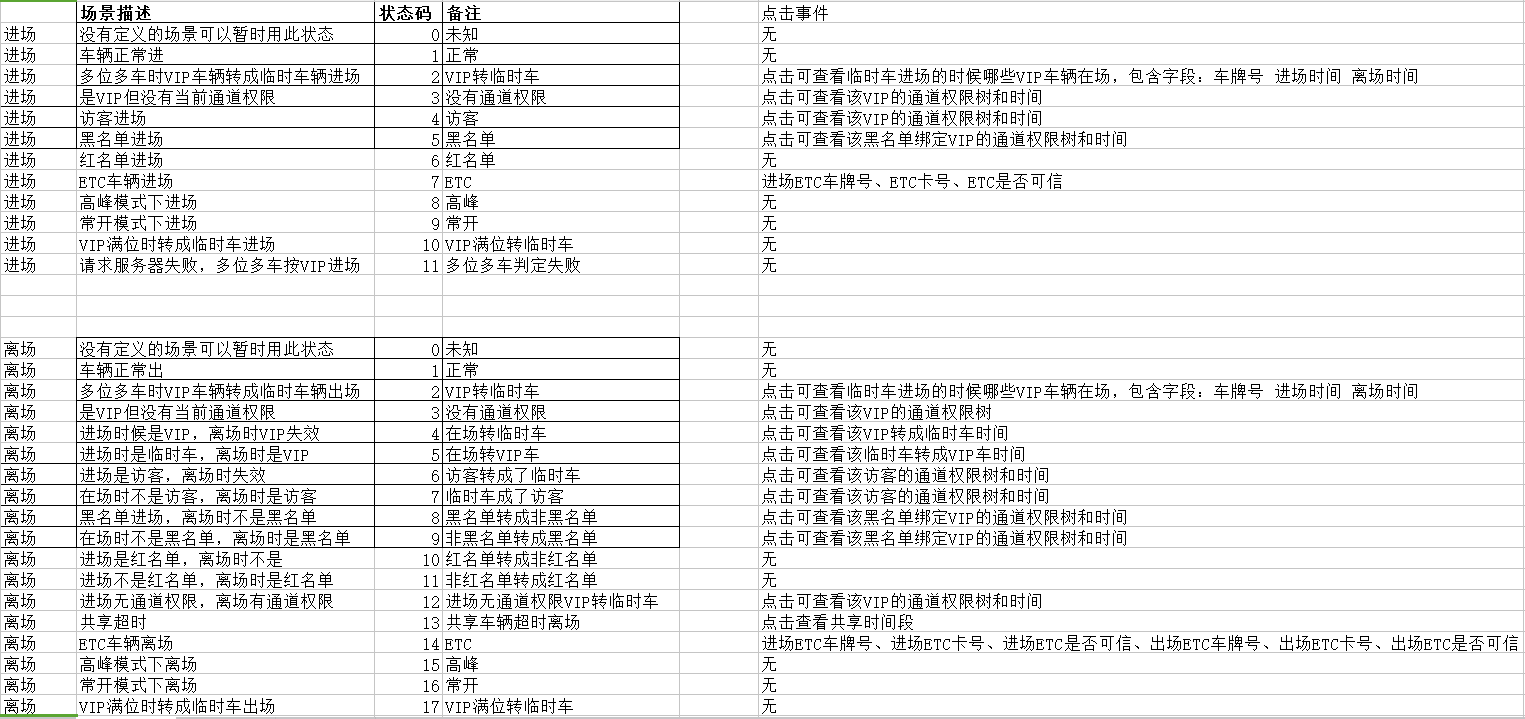 场景描述 状态码 备注 点击事件
进场 没有定义的场景可以暂时用此状态 0 未知 无
进场 车辆正常进 1 正常 无
进场 多位多车时VIP车辆转成临时车辆进场 2 VIP转临时车 点击可查看临时车进场的时候哪些VIP车辆在场，包含字段：车牌号 进场时间 离场时间
进场 是VIP但没有当前通道权限 3 没有通道权限 点击可查看该VIP的通道权限树和时间
进场 访客进场 4 访客 点击可查看该VIP的通道权限树和时间
进场 黑名单进场 5 黑名单 点击可查看该黑名单绑定VIP的通道权限树和时间
进场 红名单进场 6 红名单 无
进场 ETC车辆进场 7 ETC 进场ETC车牌号、ETC卡号、ETC是否可信
进场 高峰模式下进场 8 高峰 无
进场 常开模式下进场 9 常开 无
进场 VIP满位时转成临时车进场 10 VIP满位转临时车 无
进场 请求服务器失败，多位多车按VIP进场 11 多位多车判定失败 无
离场 没有定义的场景可以暂时用此状态 0 未知 无
离场 车辆正常出 1 正常 无
离场 多位多车时VIP车辆转成临时车辆出场 2 VIP转临时车 点击可查看临时车进场的时候哪些VIP车辆在场，包含字段：车牌号 进场时间 离场时间
离场 是VIP但没有当前通道权限 3 没有通道权限 点击可查看该VIP的通道权限树
离场 进场时候是VIP，离场时VIP失效 4 在场转临时车 点击可查看该VIP转成临时车时间
离场 进场时是临时车，离场时是VIP 5 在场转VIP车 点击可查看该临时车转成VIP车时间
离场 进场是访客，离场时失效 6 访客转成了临时车 点击可查看该访客的通道权限树和时间
离场 在场时不是访客，离场时是访客 7 临时车成了访客 点击可查看该访客的通道权限树和时间
离场 黑名单进场，离场时不是黑名单 8 黑名单转成非黑名单 点击可查看该黑名单绑定VIP的通道权限树和时间
离场 在场时不是黑名单，离场时是黑名单 9 非黑名单转成黑名单 点击可查看该黑名单绑定VIP的通道权限树和时间
离场 进场是红名单，离场时不是 10 红名单转成非红名单 无
离场 进场不是红名单，离场时是红名单 11 非红名单转成红名单 无
离场 进场无通道权限，离场有通道权限 12 进场无通道权限VIP转临时车 点击可查看该VIP的通道权限树和时间
离场 共享超时 13 共享车辆超时离场 点击查看共享时间段
离场 ETC车辆离场 14 ETC 进场ETC车牌号、进场ETC卡号、进场ETC是否可信、出场ETC车牌号、出场ETC卡号、出场ETC是否可信
离场 高峰模式下离场 15 高峰 无
离场 常开模式下离场 16 常开 无
离场 VIP满位时转成临时车出场 17 VIP满位转临时车 无